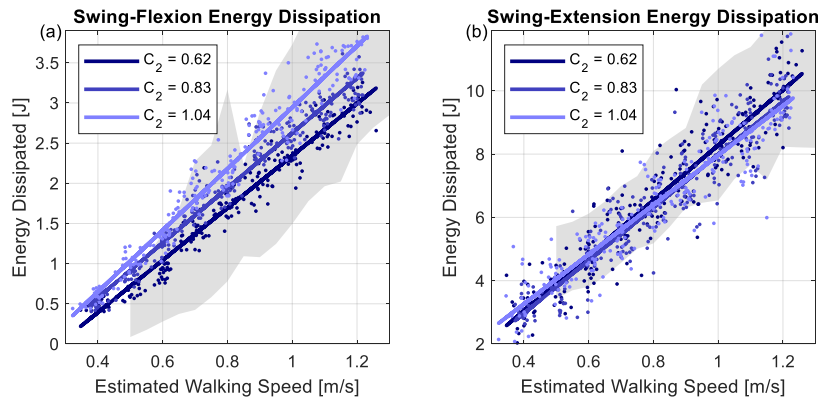 Swing-Flexion Energy Dissipation
(a)
C2 = 0.62
C2 = 0.83
C2 = 1.04
3.5
3
2.5
2
1.5
1
0.5
0
Energy Dissipated [J]
0.4 0.6 0.8 1 1.2
Estimated Walking Speed [m/s]
Swing-Extension Energy Dissipation
(b)
C2 = 0.62
C2 = 0.83
C2 = 1.04
10
8
6
4
2
Energy Dissipated [J]
0.4 0.6 0.8 1 1.2
Estimated Walking Speed [m/s]